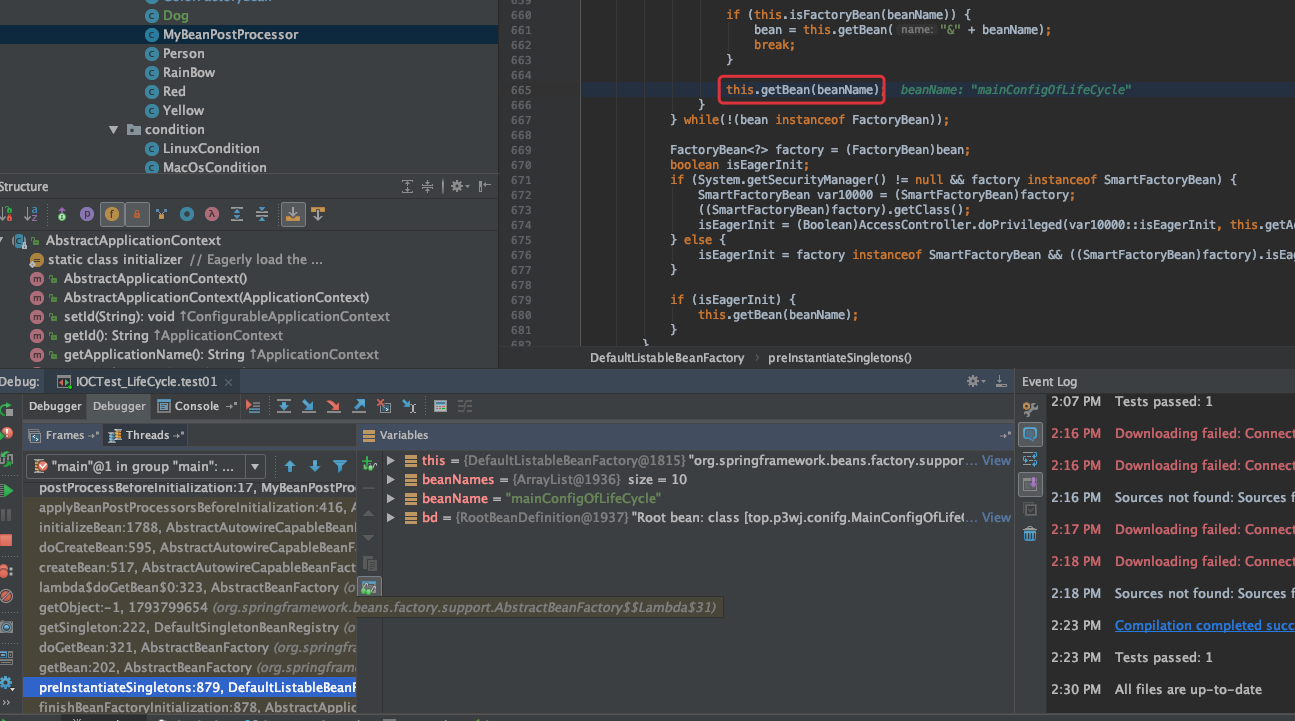 Dog
MyBeanPostProcessor
Person
RainBow
Red
Yellow
condition
LinuxCondition
MacOsCondition
Structure
AbstractApplicationContext
static class initializer // Eagerly load the ...
AbstractApplicationContext()
AbstractApplicationContext(ApplicationContext)
setId(String): void ↑ConfigurableApplicationContext
getId(): String ↑ApplicationContext
getApplicationName(): String ↑ApplicationContext
660 if (this.isFactoryBean(beanName)) {
661 bean = this.getBean( name: "&" + beanName);
662 break;
663 }
664
665 this.getBean(beanName) beanName: "mainConfigOfLifeCycle"
666 }
667 } while(!(bean instanceof FactoryBean));
668
669 FactoryBean<?> factory = (FactoryBean)bean;
670 boolean isEagerInit;
671 if (System.getSecurityManager() != null && factory instanceof SmartFactoryBean) {
672 SmartFactoryBean var10000 = (SmartFactoryBean)factory;
673 ((SmartFactoryBean)factory).getClass();
674 isEagerInit = (Boolean)AccessController.doPrivileged(var10000::isEagerInit, this.getA
675 } else {
676 isEagerInit = factory instanceof SmartFactoryBean && ((SmartFactoryBean)factory).isEag
677 }
678
679 if (isEagerInit) {
680 this.getBean(beanName);
681 }
682 }
DefaultListableBeanFactory › preInstantiateSingletons()
Debug: IOCTest_LifeCycle.test01 ×
Debugger Debugger Console
Frames Threads
"main"@1 in group "main": ...
postProcessBeforeInitialization:17, MyBeanPostPro
applyBeanPostProcessorsBeforeInitialization:416, A
initializeBean:1788, AbstractAutowireCapableBeanF
doCreateBean:595, AbstractAutowireCapableBeanF
createBean:517, AbstractAutowireCapableBeanFact
lambda$doGetBean$0:323, AbstractBeanFactory (o
getObject:-1, 1793799654 (org.springframework.beans.factory.support.AbstractBeanFactory$$Lambda$31)
getSingleton:222, DefaultSingletonBeanRegistry (o
doGetBean:321, AbstractBeanFactory (org.springfr
getBean:202, AbstractBeanFactory (org.springfram
preInstantiateSingletons:879, DefaultListableBeanF
finishBeanFactoryInitialization:878, AbstractApplic
Variables
this = {DefaultListableBeanFactory@1815} "org.springframework.beans.factory.suppor... View
beanNames = {ArrayList@1936} size = 10
beanName = "mainConfigOfLifeCycle"
bd = {RootBeanDefinition@1937} "Root bean: class [top.p3wj.conifg.MainConfigOfLife... View
Event Log
2:07 PM Tests passed: 1
2:16 PM Downloading failed: Connect
2:16 PM Downloading failed: Connect
2:16 PM Sources not found: Sources f
2:17 PM Downloading failed: Connect
2:18 PM Downloading failed: Connect
2:18 PM Sources not found: Sources f
2:23 PM Compilation completed succ
2:23 PM Tests passed: 1
2:30 PM All files are up-to-date